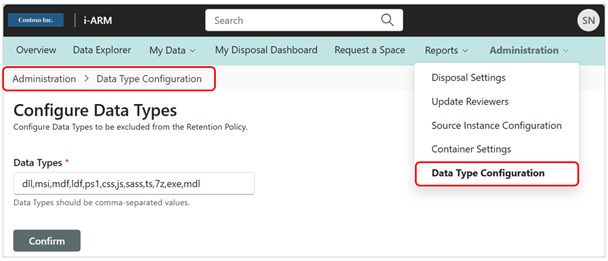 Contoso Inc. | i-ARM Search SN
Overview Data Explorer My Data My Disposal Dashboard Request a Space Reports Administration
Administration > Data Type Configuration
Disposal Settings
Update Reviewers
Source Instance Configuration
Container Settings
Data Type Configuration
Configure Data Types
Configure Data Types to be excluded from the Retention Policy.
Data Types *
dll,msi,mdf,ldf,ps1,css,js,sass,ts,7z,exe,mdl
Data Types should be comma-separated values.
Confirm